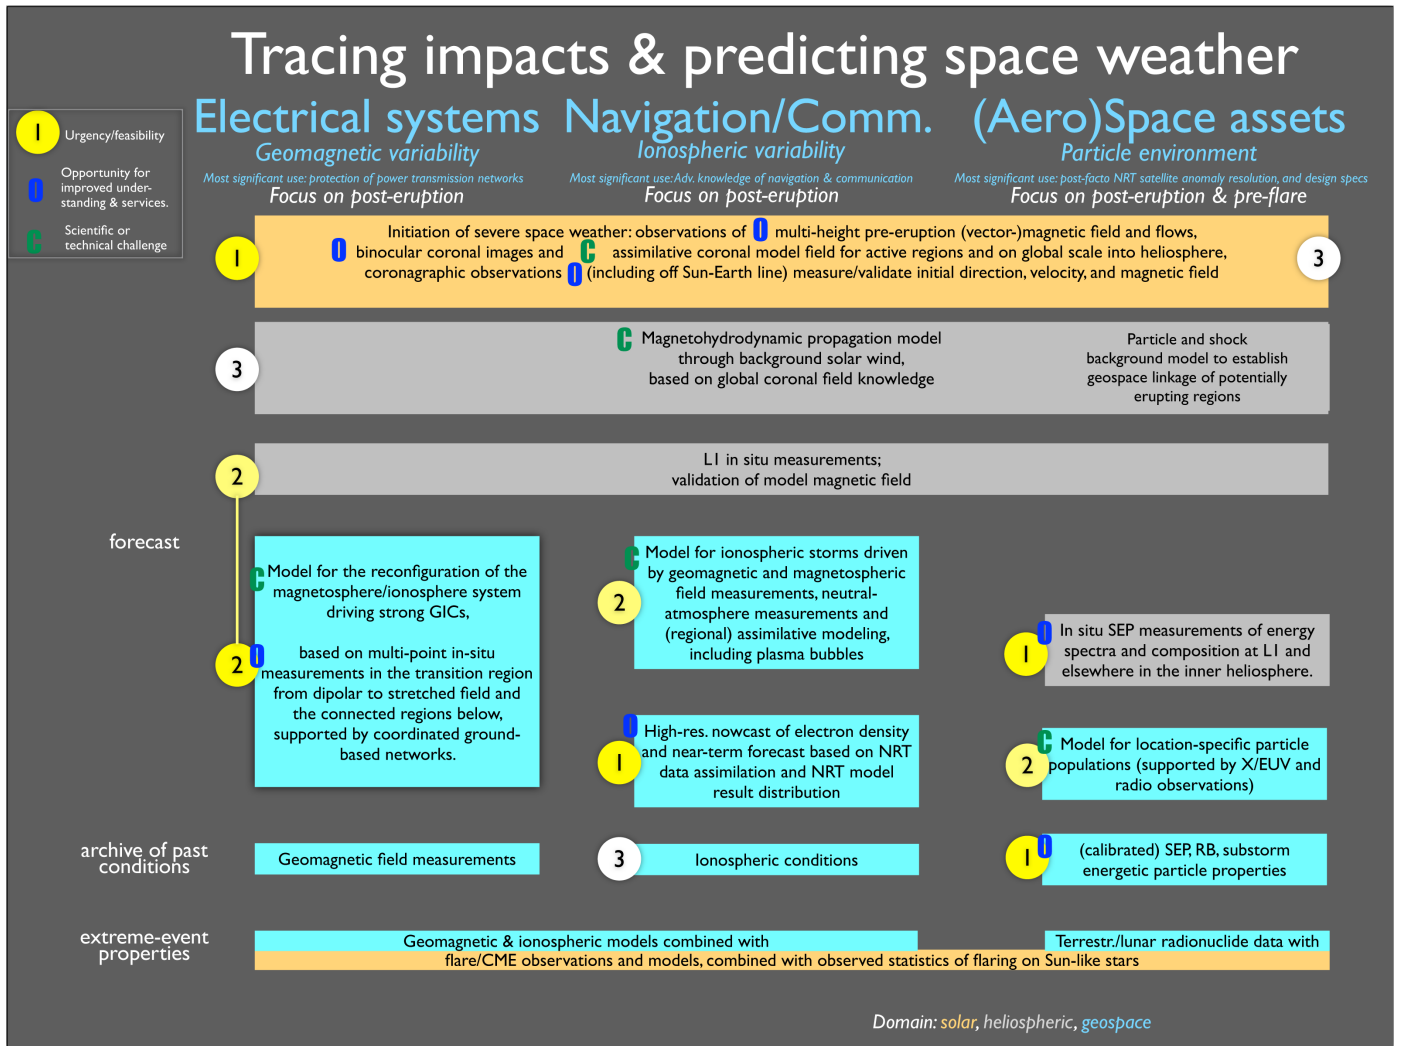 Tracing impacts & predicting space weather
1 Urgency/feasibility
O Opportunity for
improved under-
standing & services.
C Scientific or
technical challenge
Electrical systems
Geomagnetic variability
Most significant use: protection of power transmission networks
Focus on post-eruption
Navigation/Comm.
Ionospheric variability
Most significant use: Adv. knowledge of navigation & communication
Focus on post-eruption
(Aero)Space assets
Particle environment
Most significant use: post-facto NRT satellite anomaly resolution, and design specs
Focus on post-eruption & pre-flare
1
Initiation of severe space weather: observations of O multi-height pre-eruption (vector-)magnetic field and flows,
O binocular coronal images and C assimilative coronal model field for active regions and on global scale into heliosphere,
coronagraphic observations O (including off Sun-Earth line) measure/validate initial direction, velocity, and magnetic field
3
3
C Magnetohydrodynamic propagation model
through background solar wind,
based on global coronal field knowledge
Particle and shock
background model to establish
geospace linkage of potentially
erupting regions
2
L1 in situ measurements;
validation of model magnetic field
forecast
C Model for the reconfiguration of the
magnetosphere/ionosphere system
driving strong GICs,
2
O based on multi-point in-situ
measurements in the transition region
from dipolar to stretched field and
the connected regions below,
supported by coordinated ground-
based networks.
C Model for ionospheric storms driven
by geomagnetic and magnetospheric
2 field measurements, neutral-
atmosphere measurements and
(regional) assimilative modeling,
including plasma bubbles
O High-res. nowcast of electron density
and near-term forecast based on NRT
1 data assimilation and NRT model
result distribution
O In situ SEP measurements of energy
1 spectra and composition at L1 and
elsewhere in the inner heliosphere.
C Model for location-specific particle
2 populations (supported by X/EUV and
radio observations)
archive of past
conditions
Geomagnetic field measurements
3 Ionospheric conditions
1 O (calibrated) SEP, RB, substorm
energetic particle properties
extreme-event
properties
Geomagnetic & ionospheric models combined with
Terrestr./lunar radionuclide data with
flare/CME observations and models, combined with observed statistics of flaring on Sun-like stars
Domain: solar, heliospheric, geospace